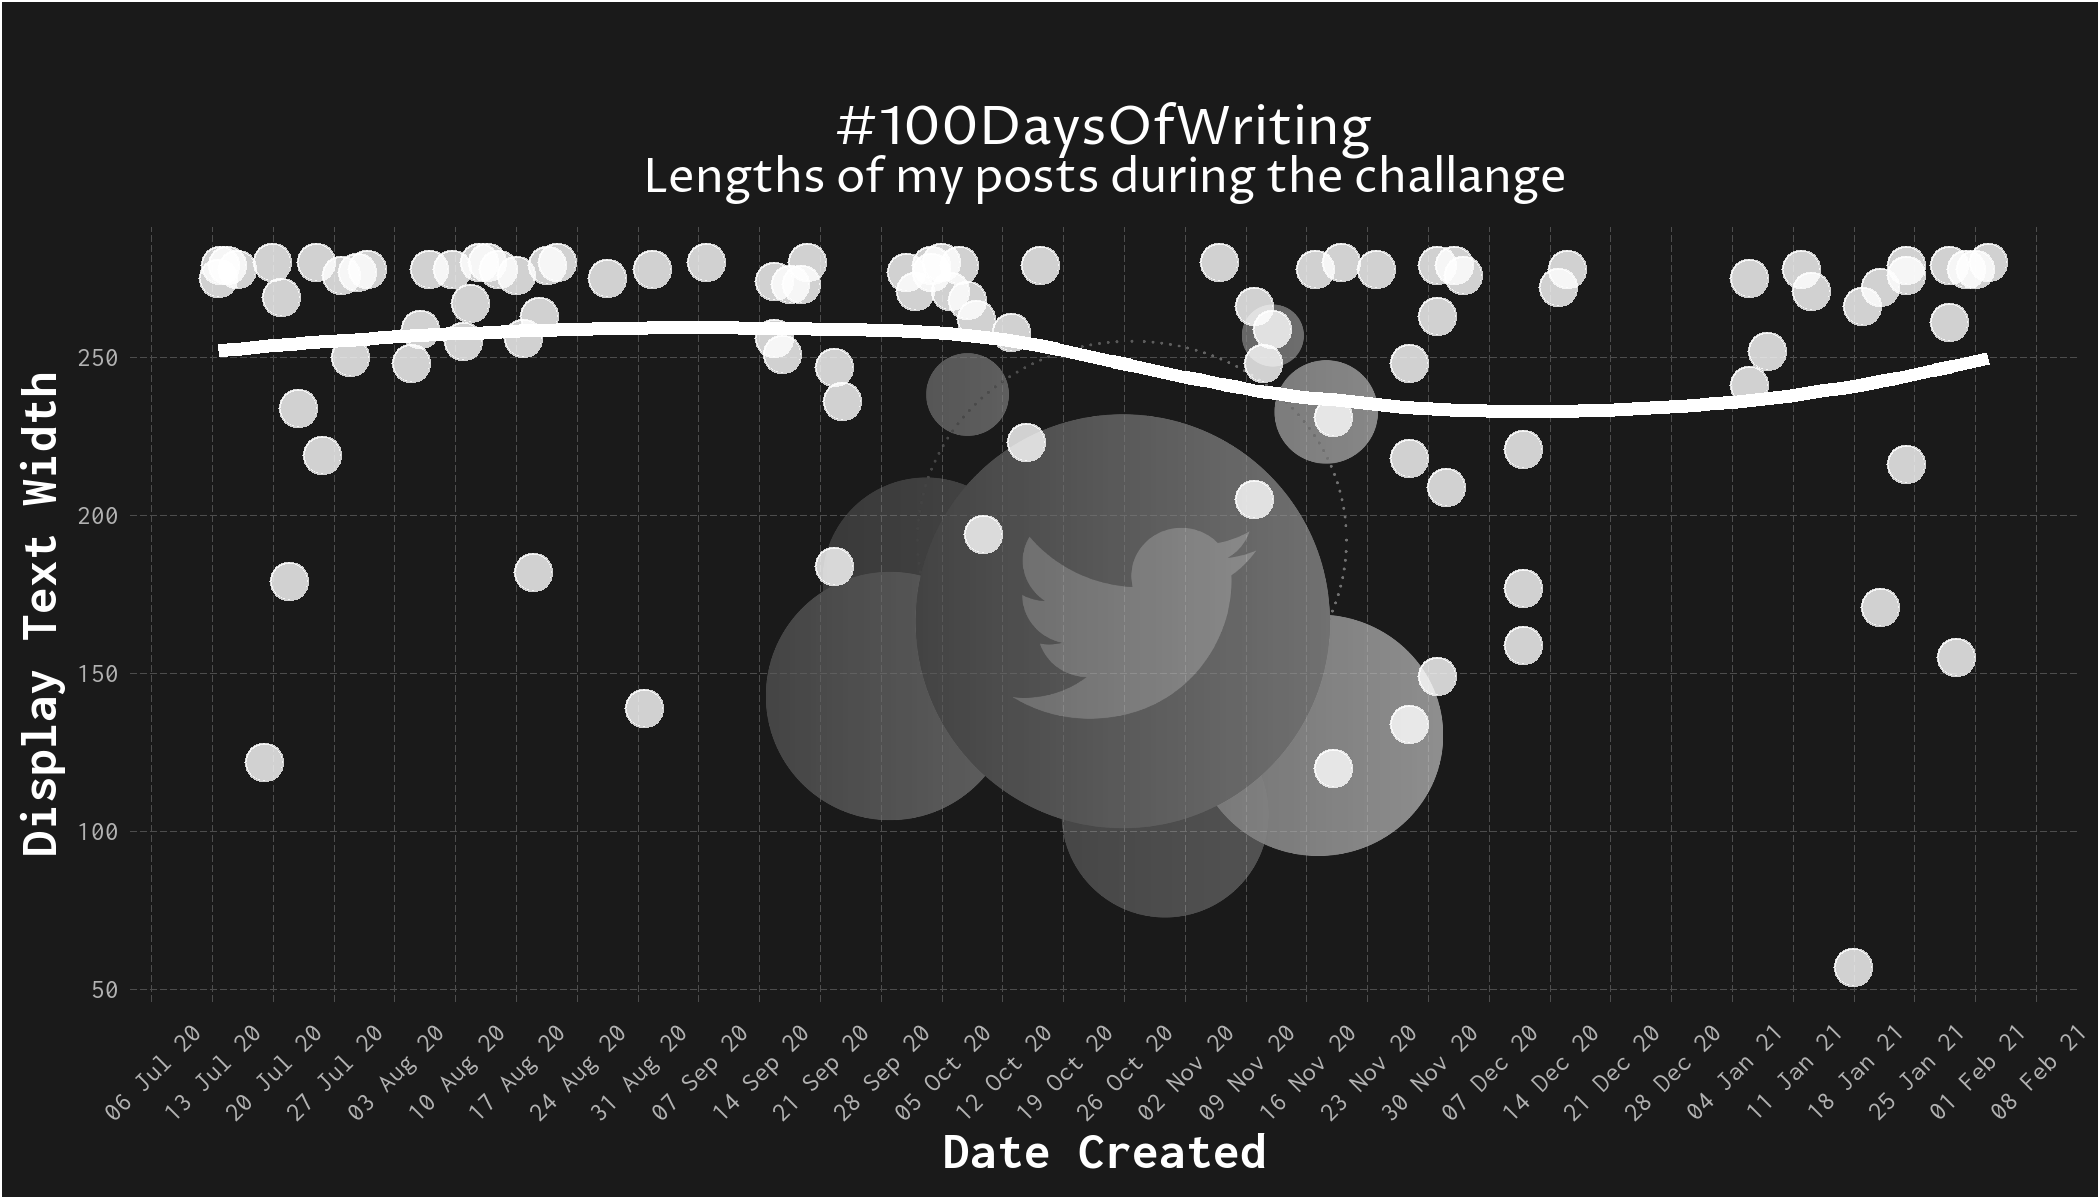 #100DaysOfWriting
Lengths of my posts during the challange
Display Text Width
250
200
150
100
50
06 Jul 20
13 Jul 20
20 Jul 20
27 Jul 20
03 Aug 20
10 Aug 20
17 Aug 20
24 Aug 20
31 Aug 20
07 Sep 20
14 Sep 20
21 Sep 20
28 Sep 20
05 Oct 20
12 Oct 20
19 Oct 20
26 Oct 20
02 Nov 20
09 Nov 20
16 Nov 20
23 Nov 20
30 Nov 20
07 Dec 20
14 Dec 20
21 Dec 20
28 Dec 20
04 Jan 21
11 Jan 21
18 Jan 21
25 Jan 21
01 Feb 21
08 Feb 21
Date Created